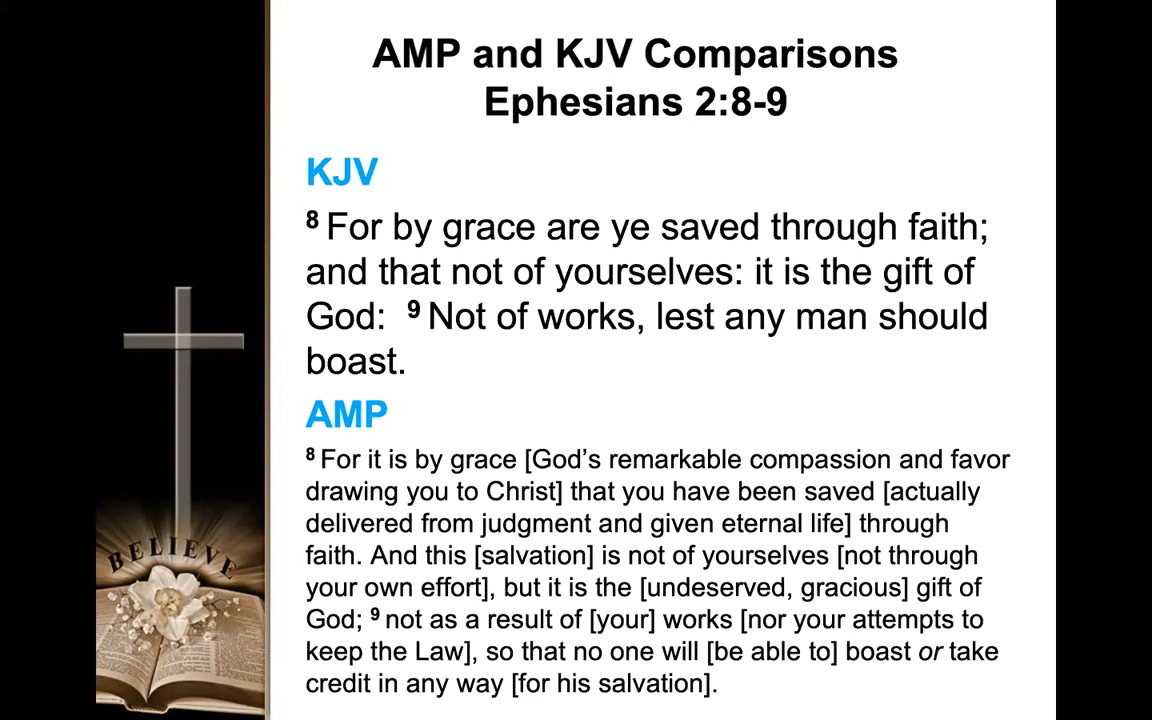 AMP and KJV Comparisons
Ephesians 2:8-9
KJV
8 For by grace are ye saved through faith;
and that not of yourselves: it is the gift of
God: 9 Not of works, lest any man should
boast.
AMP
8 For it is by grace [God’s remarkable compassion and favor
drawing you to Christ] that you have been saved [actually
delivered from judgment and given eternal life] through
faith. And this [salvation] is not of yourselves [not through
your own effort], but it is the [undeserved, gracious] gift of
God; 9 not as a result of [your] works [nor your attempts to
keep the Law], so that no one will [be able to] boast or take
credit in any way [for his salvation].
BELIEVE